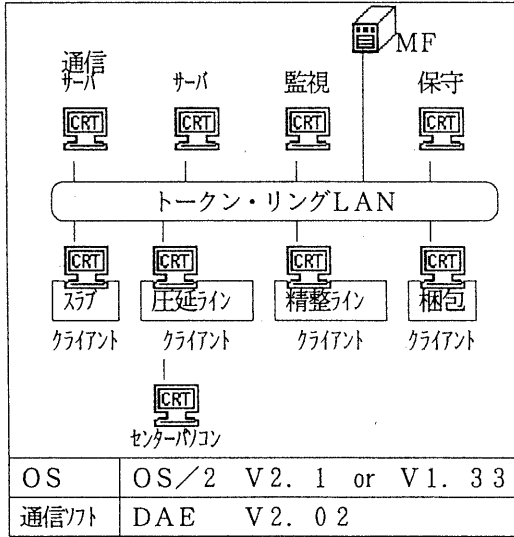 MF
通信
サーバ サーバ 監視 保守
CRT CRT CRT CRT
トークン・リングLAN
CRT CRT CRT CRT
スラブ 圧延ライン 精整ライン 梱包
クライアント クライアント クライアント クライアント
CRT
センターパソコン
OS OS/2 V2.1 or V1.33
通信ソフト DAE V2.02